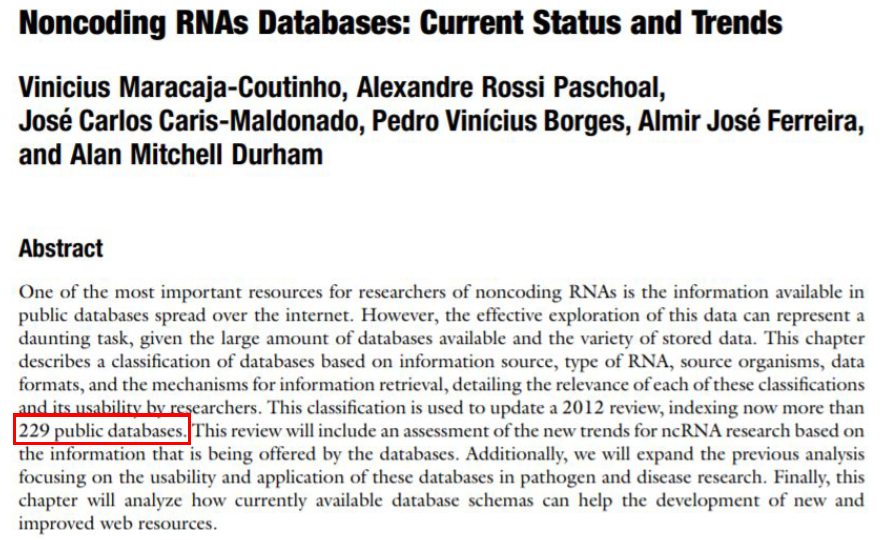 Noncoding RNAs Databases: Current Status and Trends
Vinicius Maracaja-Coutinho, Alexandre Rossi Paschoal,
José Carlos Caris-Maldonado, Pedro Vinícius Borges, Almir José Ferreira,
and Alan Mitchell Durham
Abstract
One of the most important resources for researchers of noncoding RNAs is the information available in
public databases spread over the internet. However, the effective exploration of this data can represent a
daunting task, given the large amount of databases available and the variety of stored data. This chapter
describes a classification of databases based on information source, type of RNA, source organisms, data
formats, and the mechanisms for information retrieval, detailing the relevance of each of these classifications
and its usability by researchers. This classification is used to update a 2012 review, indexing now more than
229 public databases. This review will include an assessment of the new trends for ncRNA research based on
the information that is being offered by the databases. Additionally, we will expand the previous analysis
focusing on the usability and application of these databases in pathogen and disease research. Finally, this
chapter will analyze how currently available database schemas can help the development of new and
improved web resources.